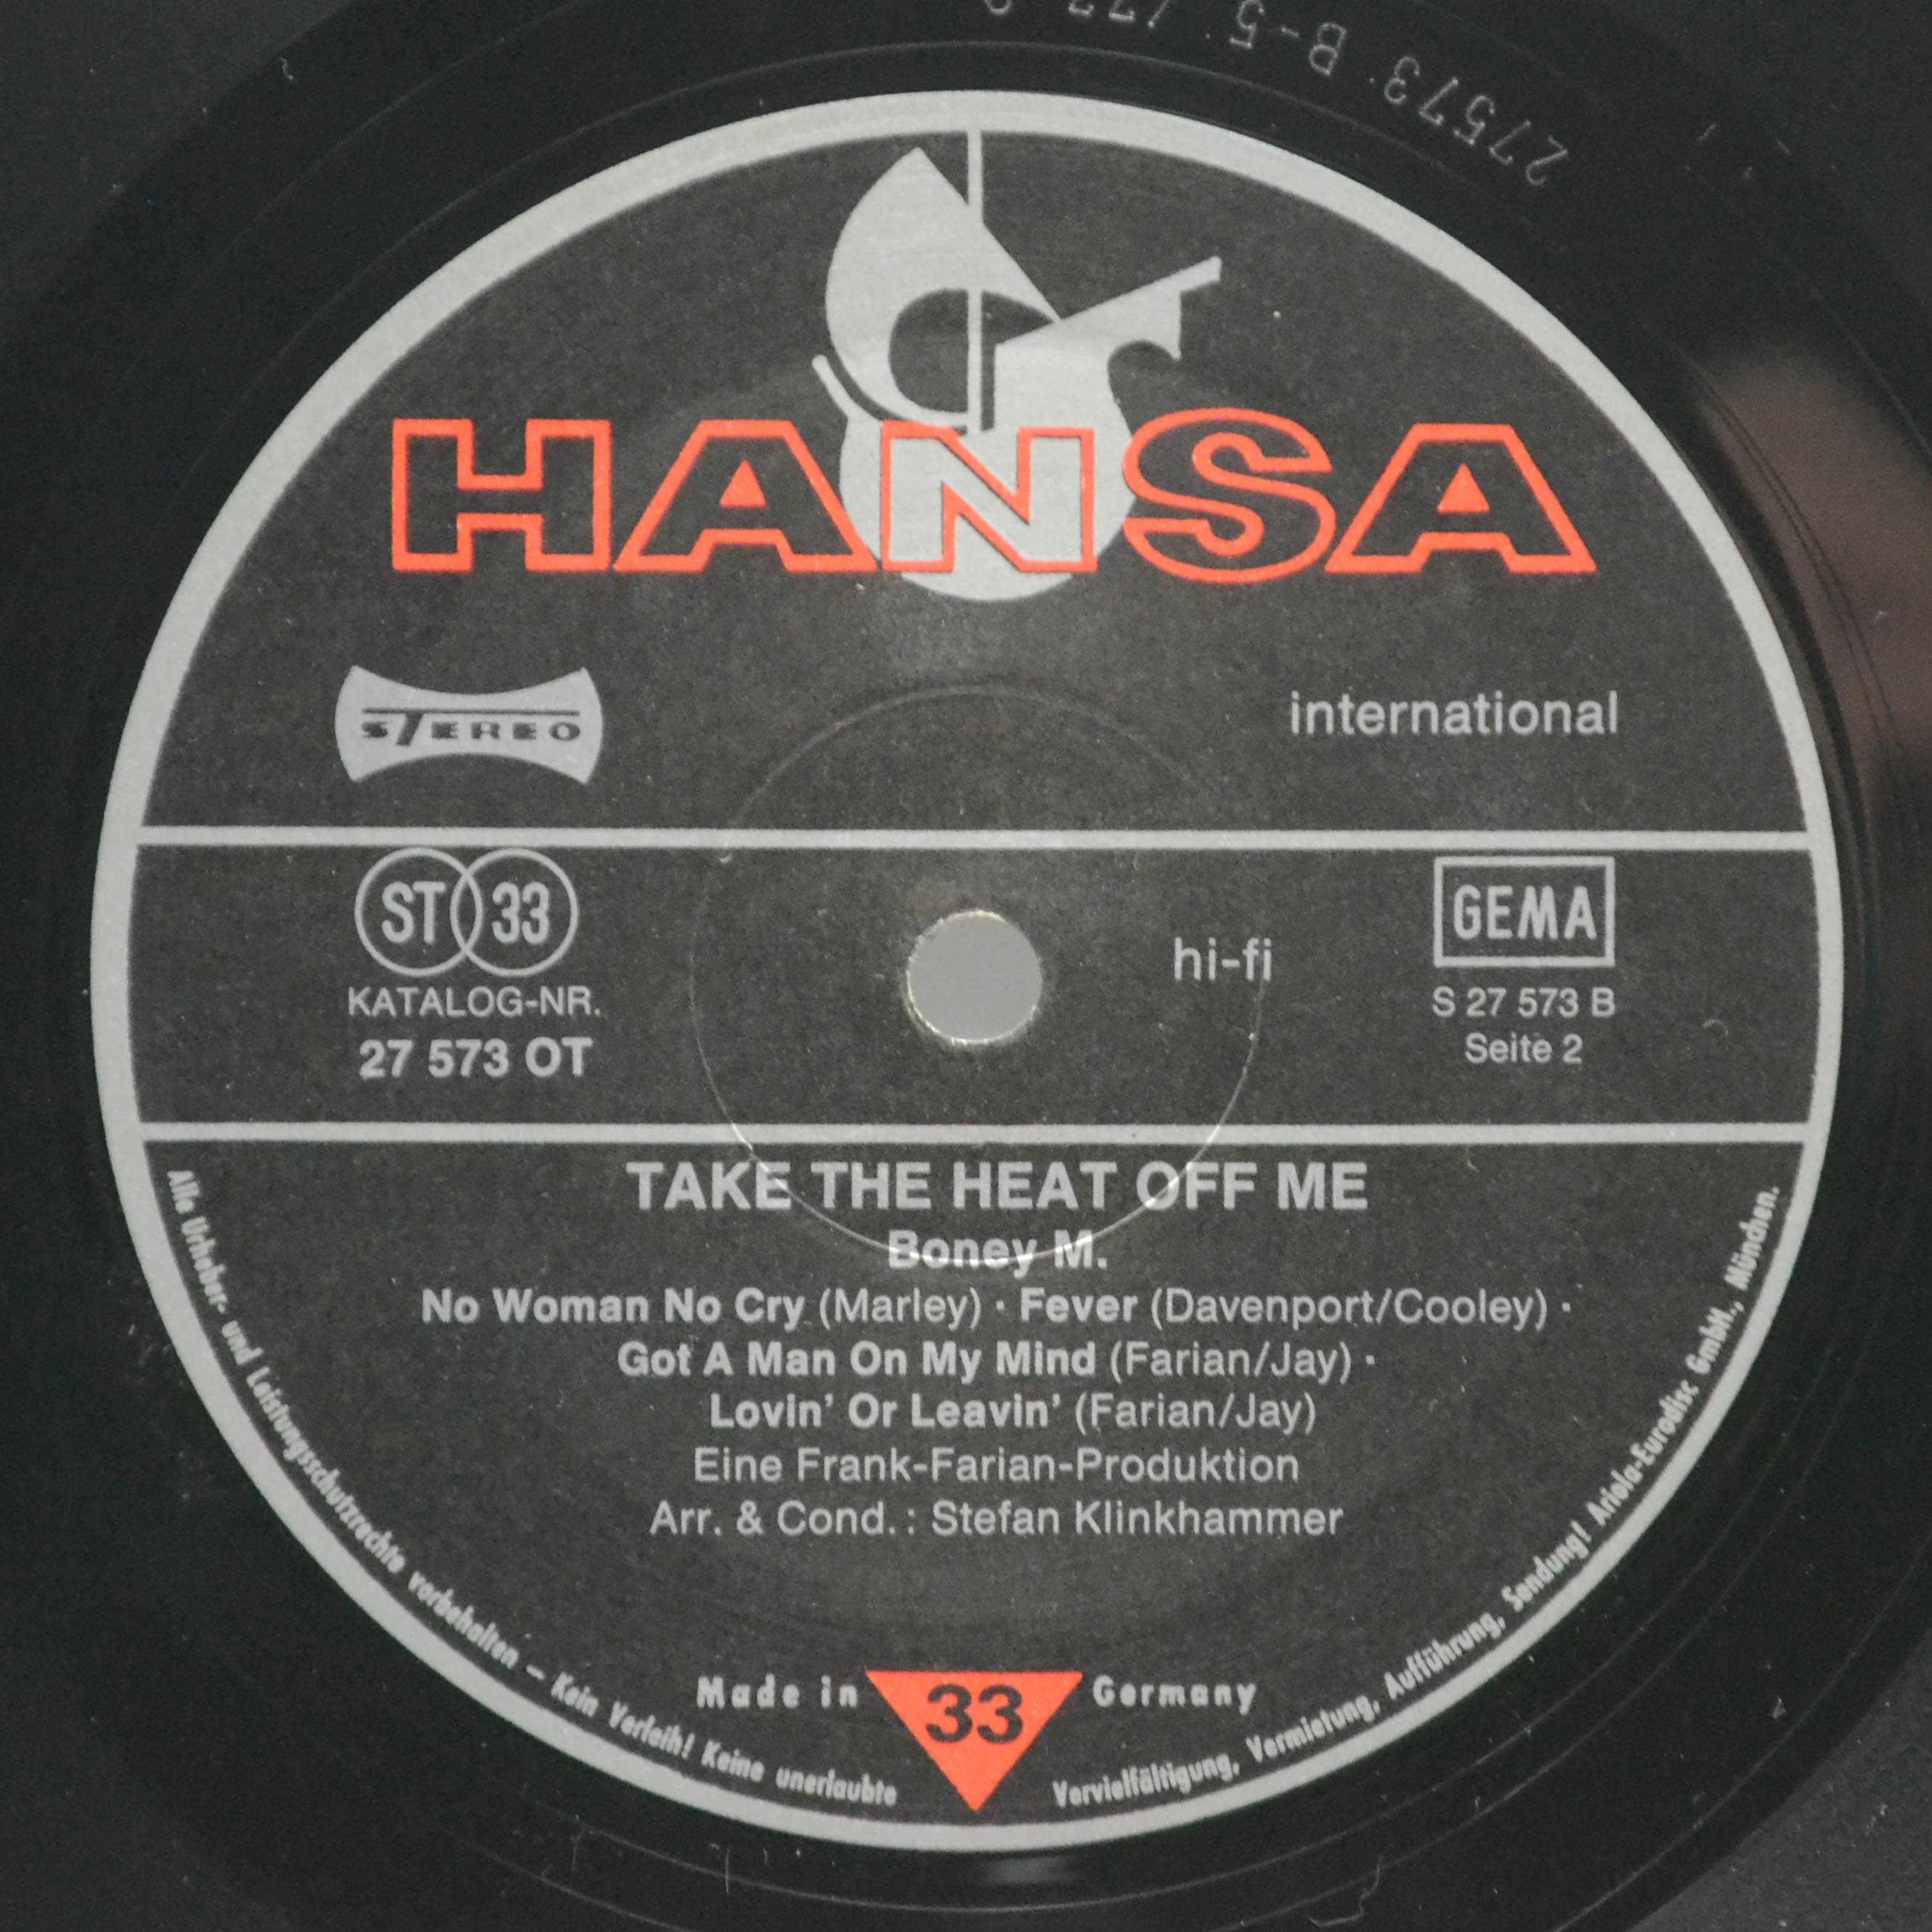 27573 B-5
HANSA
STEREO
international
ST 33
GEMA
hi-fi
KATALOG-NR.
27 573 OT
S 27 573 B
Seite 2
TAKE THE HEAT OFF ME
Boney M.
No Woman No Cry (Marley) · Fever (Davenport/Cooley) ·
Got A Man On My Mind (Farian/Jay) ·
Lovin' Or Leavin' (Farian/Jay)
Eine Frank-Farian-Produktion
Arr. & Cond.: Stefan Klinkhammer
Made in 33 Germany
Alle Urheber- und Leistungsschutzrechte vorbehalten – Kein Verleih! Keine unerlaubte Vervielfältigung, Vermietung, Aufführung, Sendung! Ariola-Eurodisc GmbH., München.